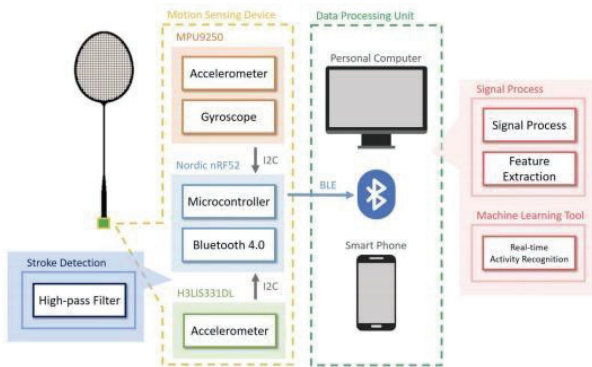 Motion Sensing Device
MPU9250
Accelerometer
Gyroscope
I2C
Nordic nRF52
Microcontroller
Bluetooth 4.0
I2C
H3LIS331DL
Accelerometer
Stroke Detection
High-pass Filter
Data Processing Unit
Personal Computer
BLE
Smart Phone
Signal Process
Signal Process
Feature
Extraction
Machine Learning Tool
Real-time
Activity Recognition